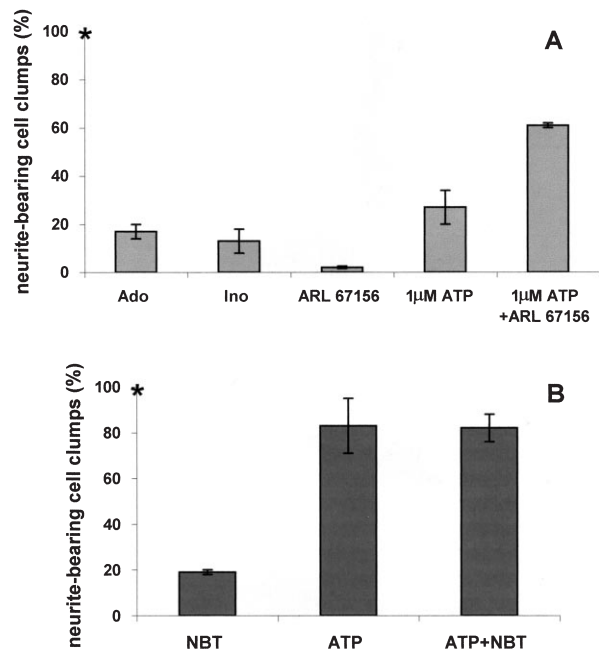 neurite-bearing cell clumps (%)
*
A
100
80
60
40
20
0
Ado Ino ARL 67156 1µM ATP 1µM ATP
+ARL 67156
neurite-bearing cell clumps (%)
*
B
100
80
60
40
20
0
NBT ATP ATP+NBT